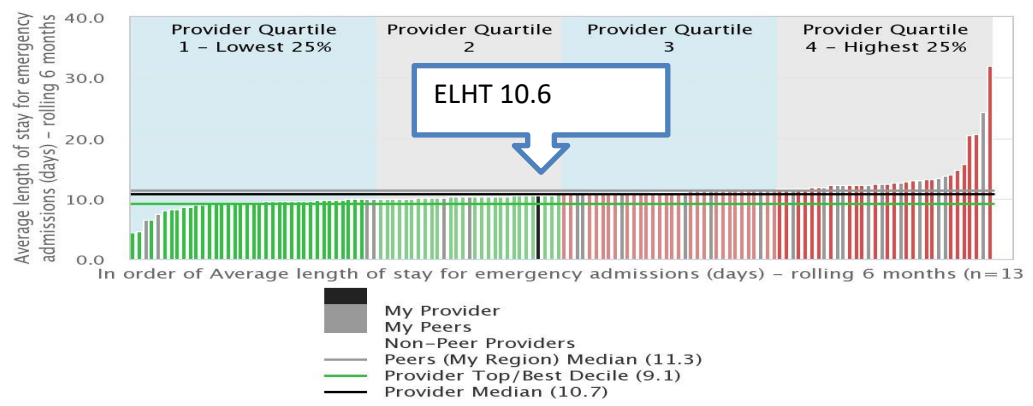 40.0
30.0
20.0
10.0
0.0
Average length of stay for emergency
admissions (days) – rolling 6 months
Provider Quartile
1 – Lowest 25%
Provider Quartile
2
Provider Quartile
3
Provider Quartile
4 – Highest 25%
ELHT 10.6
In order of Average length of stay for emergency admissions (days) – rolling 6 months (n=13
My Provider
My Peers
Non-Peer Providers
Peers (My Region) Median (11.3)
Provider Top/Best Decile (9.1)
Provider Median (10.7)